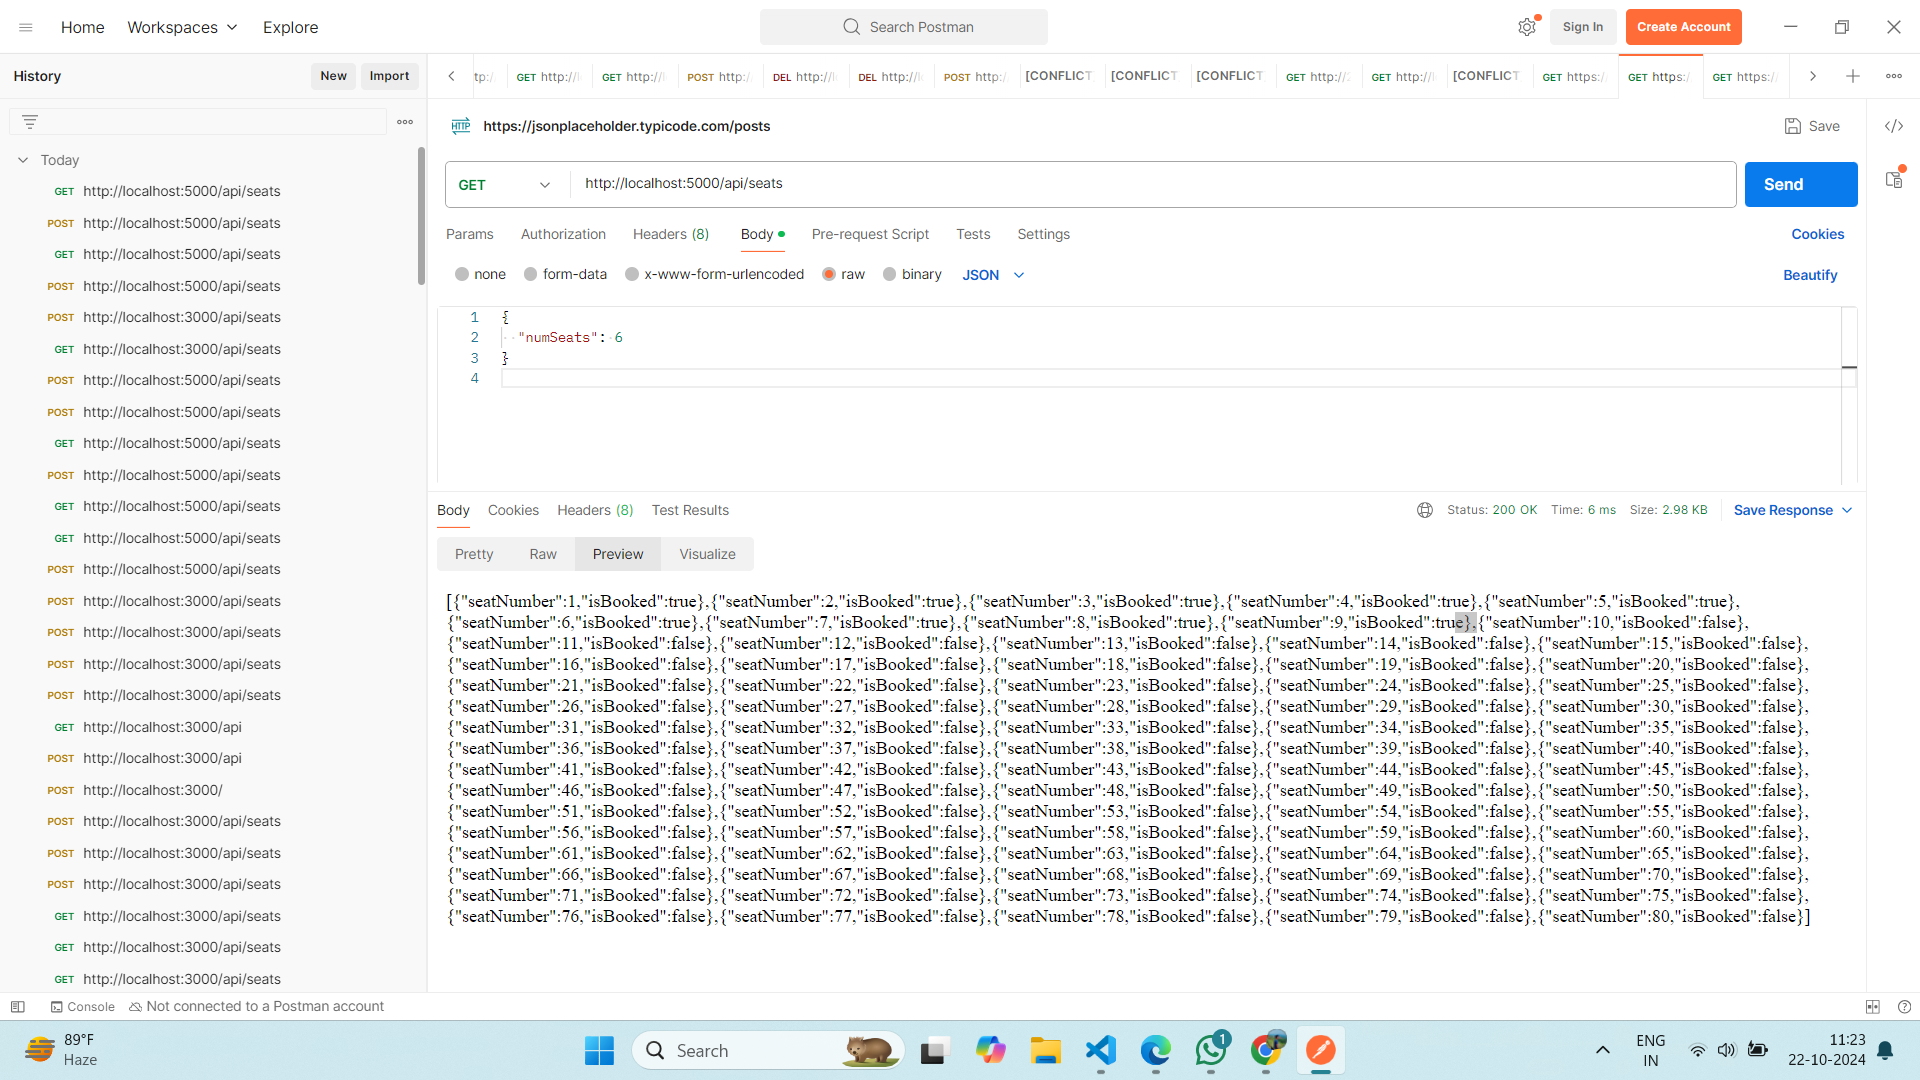 Home Workspaces Explore
Search Postman
Sign In Create Account
History New Import
tp:/ GET http://l GET http://l POST http:/ DEL http://l DEL http://l POST http:/ [CONFLICT [CONFLICT [CONFLICT GET http:// GET http://l [CONFLICT GET https:/ GET https:/ GET https:/
HTTP https://jsonplaceholder.typicode.com/posts Save
Today
GET http://localhost:5000/api/seats
POST http://localhost:5000/api/seats
GET http://localhost:5000/api/seats
POST http://localhost:5000/api/seats
POST http://localhost:3000/api/seats
GET http://localhost:3000/api/seats
POST http://localhost:5000/api/seats
POST http://localhost:5000/api/seats
GET http://localhost:5000/api/seats
POST http://localhost:5000/api/seats
GET http://localhost:5000/api/seats
GET http://localhost:5000/api/seats
POST http://localhost:5000/api/seats
POST http://localhost:3000/api/seats
POST http://localhost:3000/api/seats
POST http://localhost:3000/api/seats
POST http://localhost:3000/api/seats
GET http://localhost:3000/api
POST http://localhost:3000/api
POST http://localhost:3000/
POST http://localhost:3000/api/seats
POST http://localhost:3000/api/seats
POST http://localhost:3000/api/seats
GET http://localhost:3000/api/seats
GET http://localhost:3000/api/seats
GET http://localhost:3000/api/seats
GET http://localhost:5000/api/seats Send
Params Authorization Headers (8) Body Pre-request Script Tests Settings Cookies
none form-data x-www-form-urlencoded raw binary JSON Beautify
1 {
2 "numSeats": 6
3 }
4
Body Cookies Headers (8) Test Results Status: 200 OK Time: 6 ms Size: 2.98 KB Save Response
Pretty Raw Preview Visualize
[{"seatNumber":1,"isBooked":true},{"seatNumber":2,"isBooked":true},{"seatNumber":3,"isBooked":true},{"seatNumber":4,"isBooked":true},{"seatNumber":5,"isBooked":true},
{"seatNumber":6,"isBooked":true},{"seatNumber":7,"isBooked":true},{"seatNumber":8,"isBooked":true},{"seatNumber":9,"isBooked":true},{"seatNumber":10,"isBooked":false},
{"seatNumber":11,"isBooked":false},{"seatNumber":12,"isBooked":false},{"seatNumber":13,"isBooked":false},{"seatNumber":14,"isBooked":false},{"seatNumber":15,"isBooked":false},
{"seatNumber":16,"isBooked":false},{"seatNumber":17,"isBooked":false},{"seatNumber":18,"isBooked":false},{"seatNumber":19,"isBooked":false},{"seatNumber":20,"isBooked":false},
{"seatNumber":21,"isBooked":false},{"seatNumber":22,"isBooked":false},{"seatNumber":23,"isBooked":false},{"seatNumber":24,"isBooked":false},{"seatNumber":25,"isBooked":false},
{"seatNumber":26,"isBooked":false},{"seatNumber":27,"isBooked":false},{"seatNumber":28,"isBooked":false},{"seatNumber":29,"isBooked":false},{"seatNumber":30,"isBooked":false},
{"seatNumber":31,"isBooked":false},{"seatNumber":32,"isBooked":false},{"seatNumber":33,"isBooked":false},{"seatNumber":34,"isBooked":false},{"seatNumber":35,"isBooked":false},
{"seatNumber":36,"isBooked":false},{"seatNumber":37,"isBooked":false},{"seatNumber":38,"isBooked":false},{"seatNumber":39,"isBooked":false},{"seatNumber":40,"isBooked":false},
{"seatNumber":41,"isBooked":false},{"seatNumber":42,"isBooked":false},{"seatNumber":43,"isBooked":false},{"seatNumber":44,"isBooked":false},{"seatNumber":45,"isBooked":false},
{"seatNumber":46,"isBooked":false},{"seatNumber":47,"isBooked":false},{"seatNumber":48,"isBooked":false},{"seatNumber":49,"isBooked":false},{"seatNumber":50,"isBooked":false},
{"seatNumber":51,"isBooked":false},{"seatNumber":52,"isBooked":false},{"seatNumber":53,"isBooked":false},{"seatNumber":54,"isBooked":false},{"seatNumber":55,"isBooked":false},
{"seatNumber":56,"isBooked":false},{"seatNumber":57,"isBooked":false},{"seatNumber":58,"isBooked":false},{"seatNumber":59,"isBooked":false},{"seatNumber":60,"isBooked":false},
{"seatNumber":61,"isBooked":false},{"seatNumber":62,"isBooked":false},{"seatNumber":63,"isBooked":false},{"seatNumber":64,"isBooked":false},{"seatNumber":65,"isBooked":false},
{"seatNumber":66,"isBooked":false},{"seatNumber":67,"isBooked":false},{"seatNumber":68,"isBooked":false},{"seatNumber":69,"isBooked":false},{"seatNumber":70,"isBooked":false},
{"seatNumber":71,"isBooked":false},{"seatNumber":72,"isBooked":false},{"seatNumber":73,"isBooked":false},{"seatNumber":74,"isBooked":false},{"seatNumber":75,"isBooked":false},
{"seatNumber":76,"isBooked":false},{"seatNumber":77,"isBooked":false},{"seatNumber":78,"isBooked":false},{"seatNumber":79,"isBooked":false},{"seatNumber":80,"isBooked":false}]
Console Not connected to a Postman account
89°F
Haze
Search
1
ENG
IN
11:23
22-10-2024